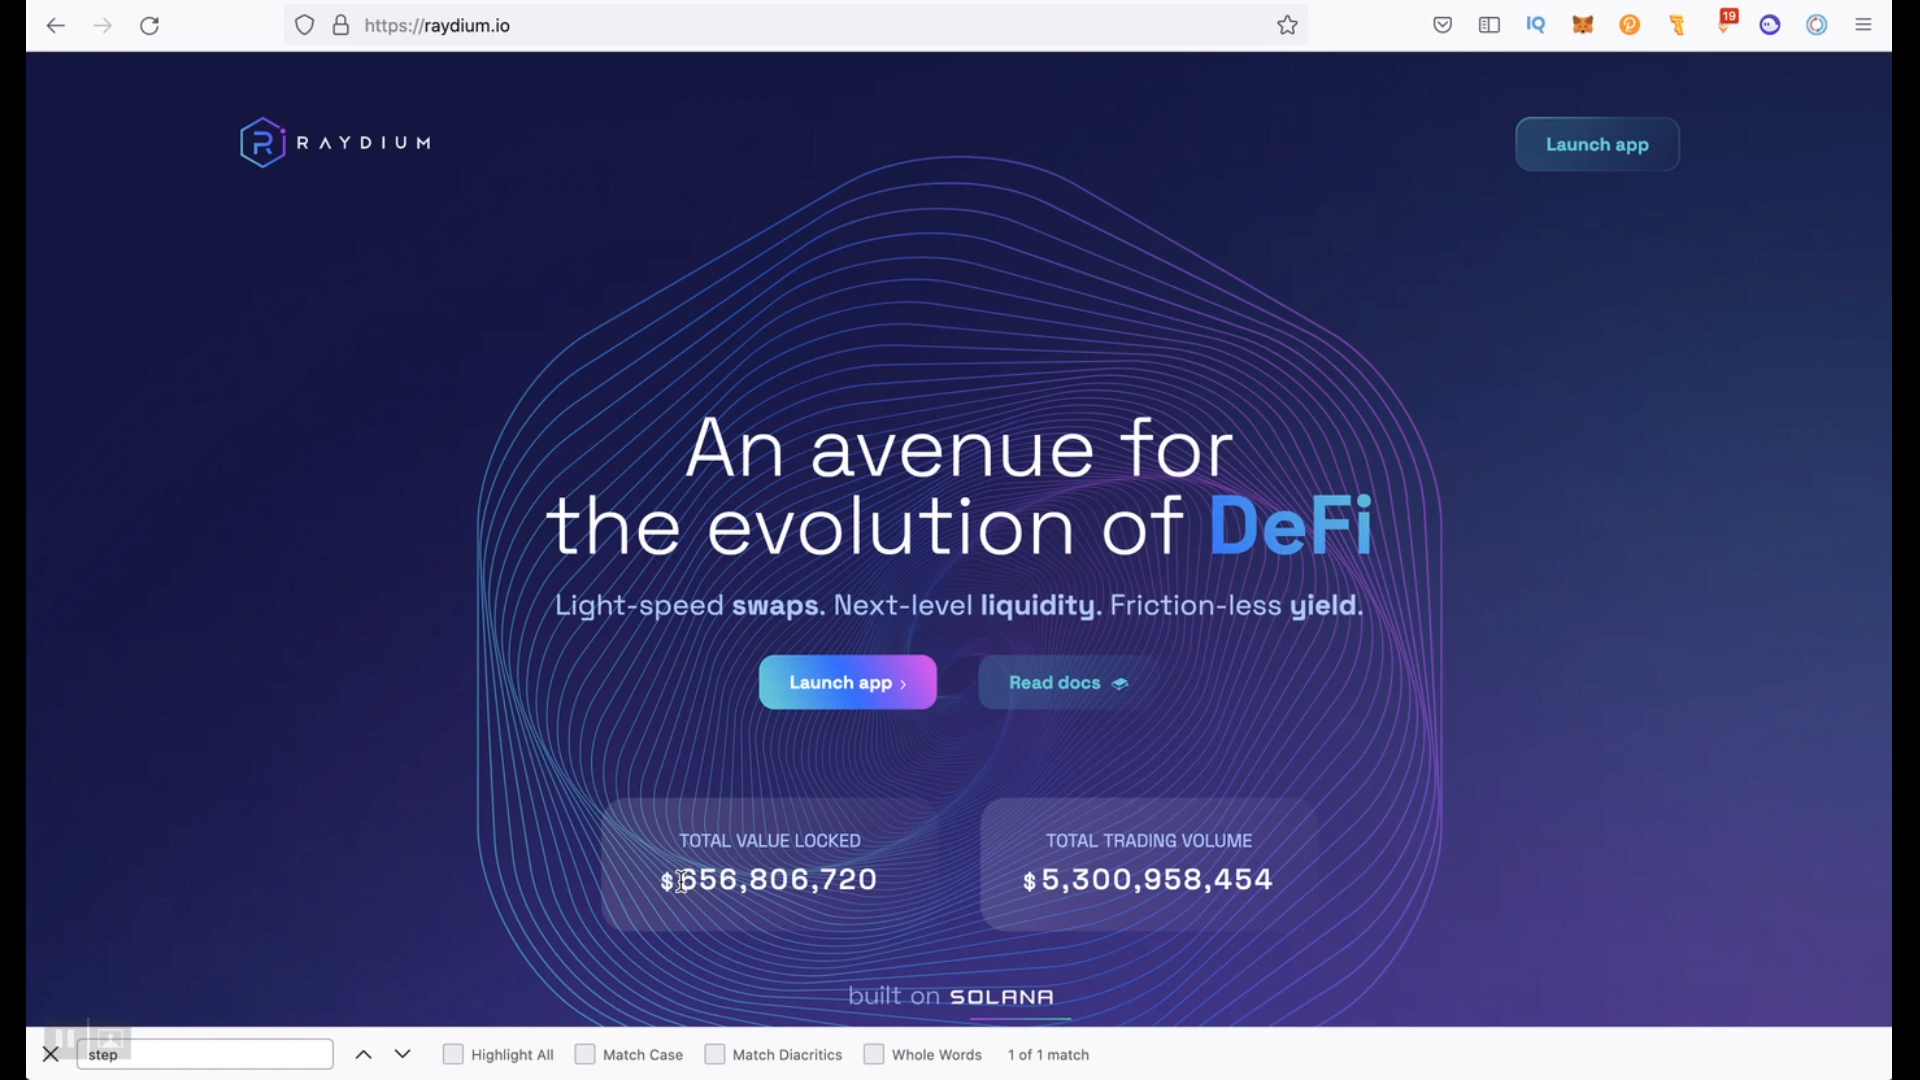 https://raydium.io
IQ
19
RAYDIUM
Launch app
An avenue for
the evolution of DeFi
Light-speed swaps. Next-level liquidity. Friction-less yield.
Launch app ›
Read docs
TOTAL VALUE LOCKED
$656,806,720
TOTAL TRADING VOLUME
$5,300,958,454
built on SOLANA
step
Highlight All
Match Case
Match Diacritics
Whole Words
1 of 1 match